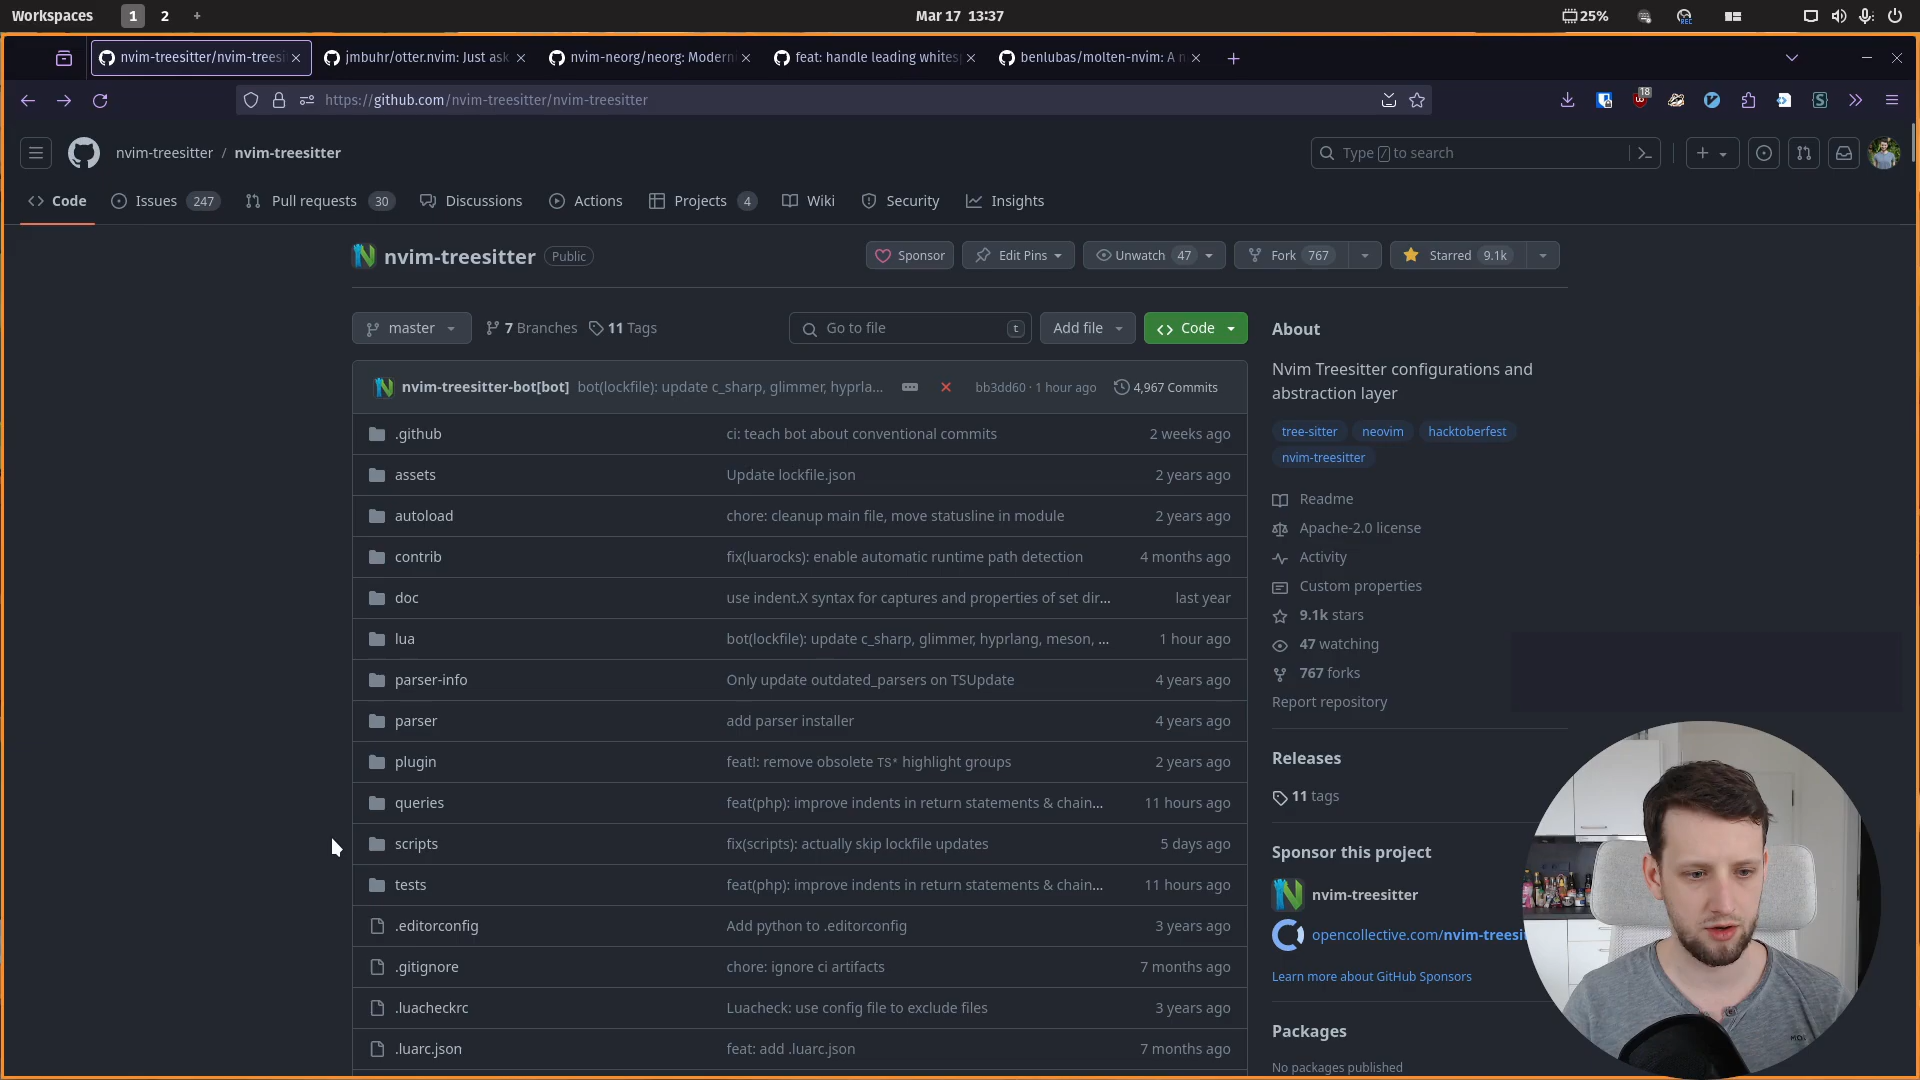 Workspaces 1 2 + Mar 17 13:37 25% REC
nvim-treesitter/nvim-treesi jmbuhr/otter.nvim: Just ask nvim-neorg/neorg: Modern feat: handle leading whites benlubas/molten-nvim: A n
https://github.com/nvim-treesitter/nvim-treesitter 18
nvim-treesitter / nvim-treesitter Type / to search
Code Issues 247 Pull requests 30 Discussions Actions Projects 4 Wiki Security Insights
nvim-treesitter Public Sponsor Edit Pins Unwatch 47 Fork 767 Starred 9.1k
master 7 Branches 11 Tags Go to file t Add file Code
nvim-treesitter-bot[bot] bot(lockfile): update c_sharp, glimmer, hyprla... bb3dd60 · 1 hour ago 4,967 Commits
.github ci: teach bot about conventional commits 2 weeks ago
assets Update lockfile.json 2 years ago
autoload chore: cleanup main file, move statusline in module 2 years ago
contrib fix(luarocks): enable automatic runtime path detection 4 months ago
doc use indent.X syntax for captures and properties of set dir... last year
lua bot(lockfile): update c_sharp, glimmer, hyprlang, meson, ... 1 hour ago
parser-info Only update outdated_parsers on TSUpdate 4 years ago
parser add parser installer 4 years ago
plugin feat!: remove obsolete TS* highlight groups 2 years ago
queries feat(php): improve indents in return statements & chain... 11 hours ago
scripts fix(scripts): actually skip lockfile updates 5 days ago
tests feat(php): improve indents in return statements & chain... 11 hours ago
.editorconfig Add python to .editorconfig 3 years ago
.gitignore chore: ignore ci artifacts 7 months ago
.luacheckrc Luacheck: use config file to exclude files 3 years ago
.luarc.json feat: add .luarc.json 7 months ago
About
Nvim Treesitter configurations and
abstraction layer
tree-sitter neovim hacktoberfest
nvim-treesitter
Readme
Apache-2.0 license
Activity
Custom properties
9.1k stars
47 watching
767 forks
Report repository
Releases
11 tags
Sponsor this project
nvim-treesitter
opencollective.com/nvim-treesi
Learn more about GitHub Sponsors
Packages
No packages published